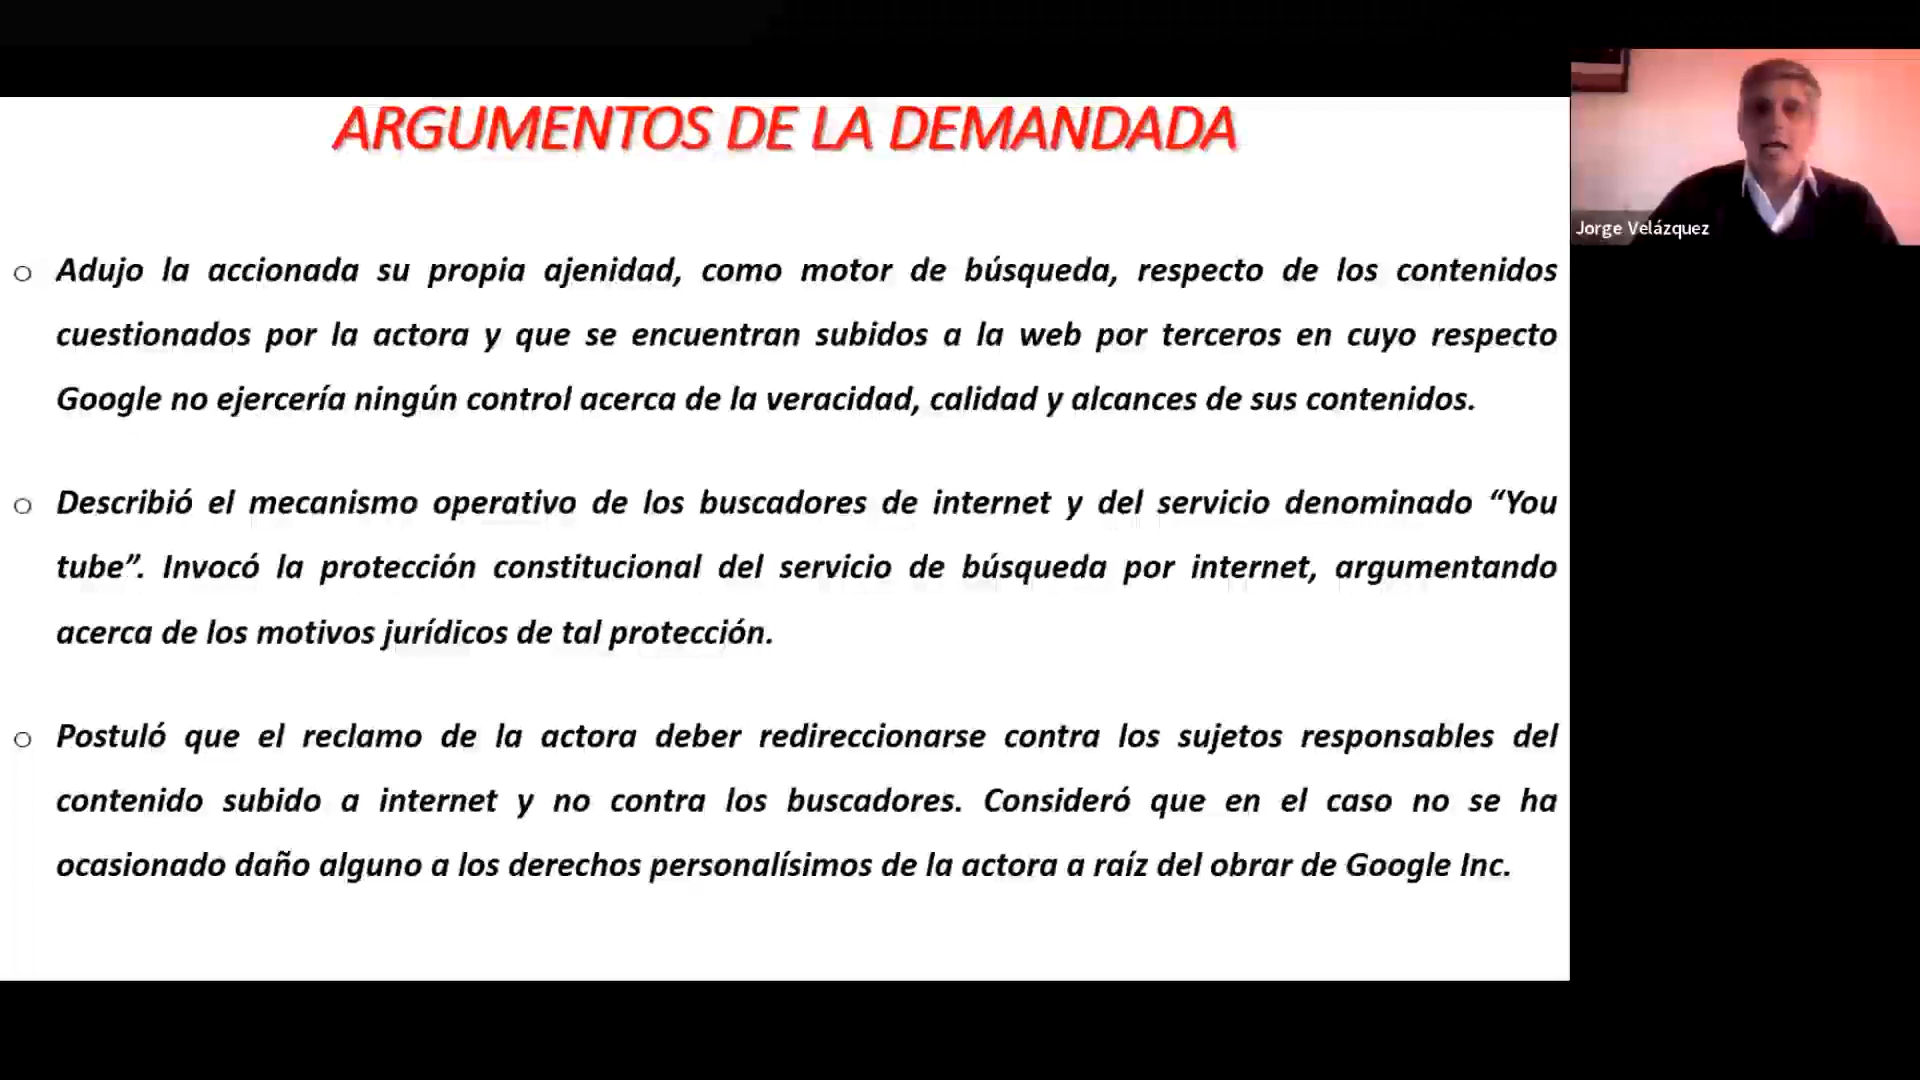 ARGUMENTOS DE LA DEMANDADA
Jorge Velázquez
o Adujo la accionada su propia ajenidad, como motor de búsqueda, respecto de los contenidos
cuestionados por la actora y que se encuentran subidos a la web por terceros en cuyo respecto
Google no ejercería ningún control acerca de la veracidad, calidad y alcances de sus contenidos.
o Describió el mecanismo operativo de los buscadores de internet y del servicio denominado “You
tube”. Invocó la protección constitucional del servicio de búsqueda por internet, argumentando
acerca de los motivos jurídicos de tal protección.
o Postuló que el reclamo de la actora deber redireccionarse contra los sujetos responsables del
contenido subido a internet y no contra los buscadores. Consideró que en el caso no se ha
ocasionado daño alguno a los derechos personalísimos de la actora a raíz del obrar de Google Inc.